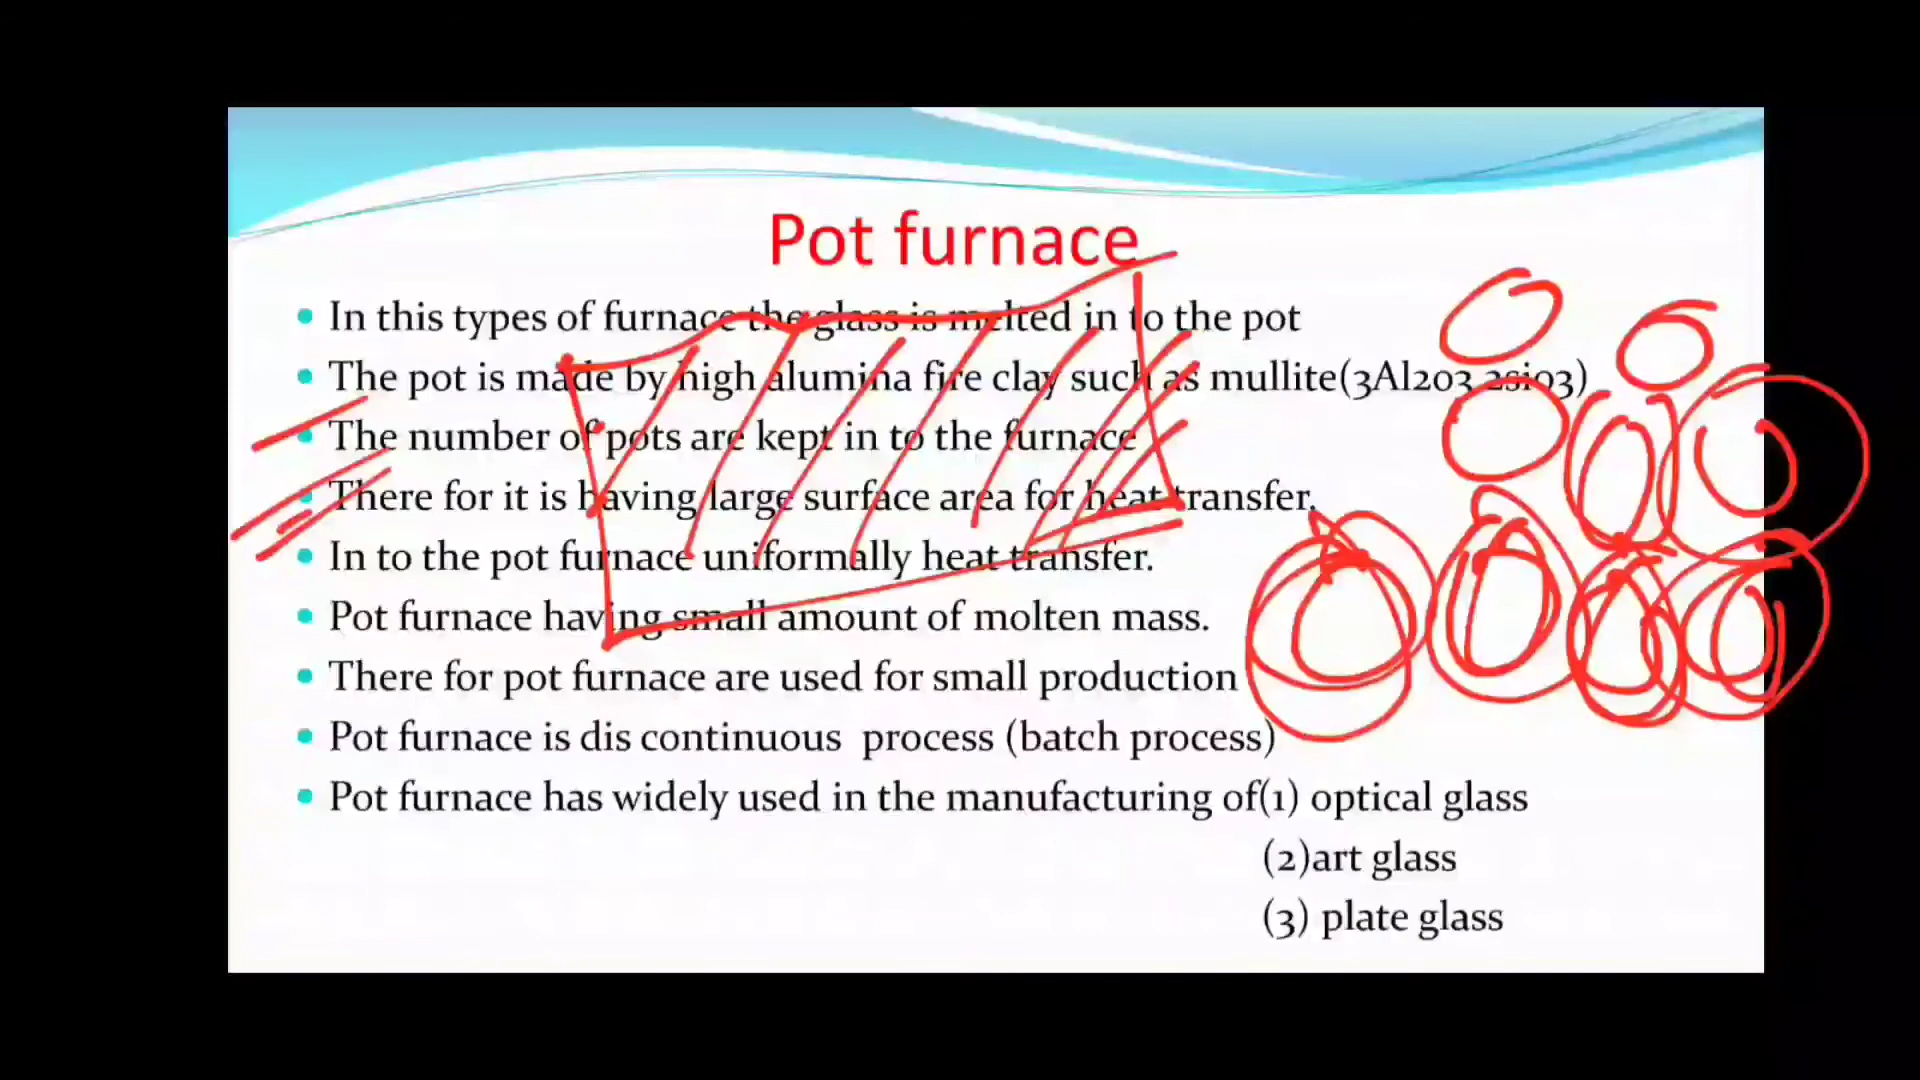 Pot furnace
In this types of furnace the glass is melted in to the pot
The pot is made by high alumina fire clay such as mullite(3Al2o3 2sio3)
The number of pots are kept in to the furnace
There for it is having large surface area for heat transfer.
In to the pot furnace uniformally heat transfer.
Pot furnace having small amount of molten mass.
There for pot furnace are used for small production
Pot furnace is dis continuous process (batch process)
Pot furnace has widely used in the manufacturing of(1) optical glass
(2)art glass
(3) plate glass